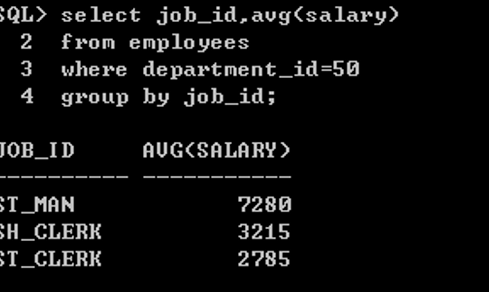 SQL> select job_id,avg(salary)
2 from employees
3 where department_id=50
4 group by job_id;
JOB_ID AVG(SALARY)
---------- -----------
ST_MAN 7280
SH_CLERK 3215
ST_CLERK 2785